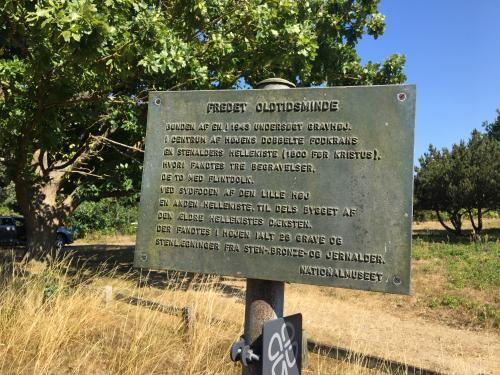 FREDET OLDTIDSMINDE
BUNDEN AF EN I 1943 UNDERSØGT GRAVHØJ.
I CENTRUM AF HØJENS DOBBELTE FODKRANS
EN STENALDERS HELLEKISTE (1800 FØR KRISTUS).
HVORI FANDTES TRE BEGRAVELSER.
DE TO MED FLINTDOLK.
VED SYDFODEN AF DEN LILLE HØJ
EN ANDEN HELLEKISTE. TIL DELS BYGGET AF
DEN ÆLDRE HELLEKISTES DÆKSTEN.
DER FANDTES I HØJEN IALT 26 GRAVE OG
STENLÆGNINGER FRA STEN-BRONZE-OG JERNALDER.
NATIONALMUSEET